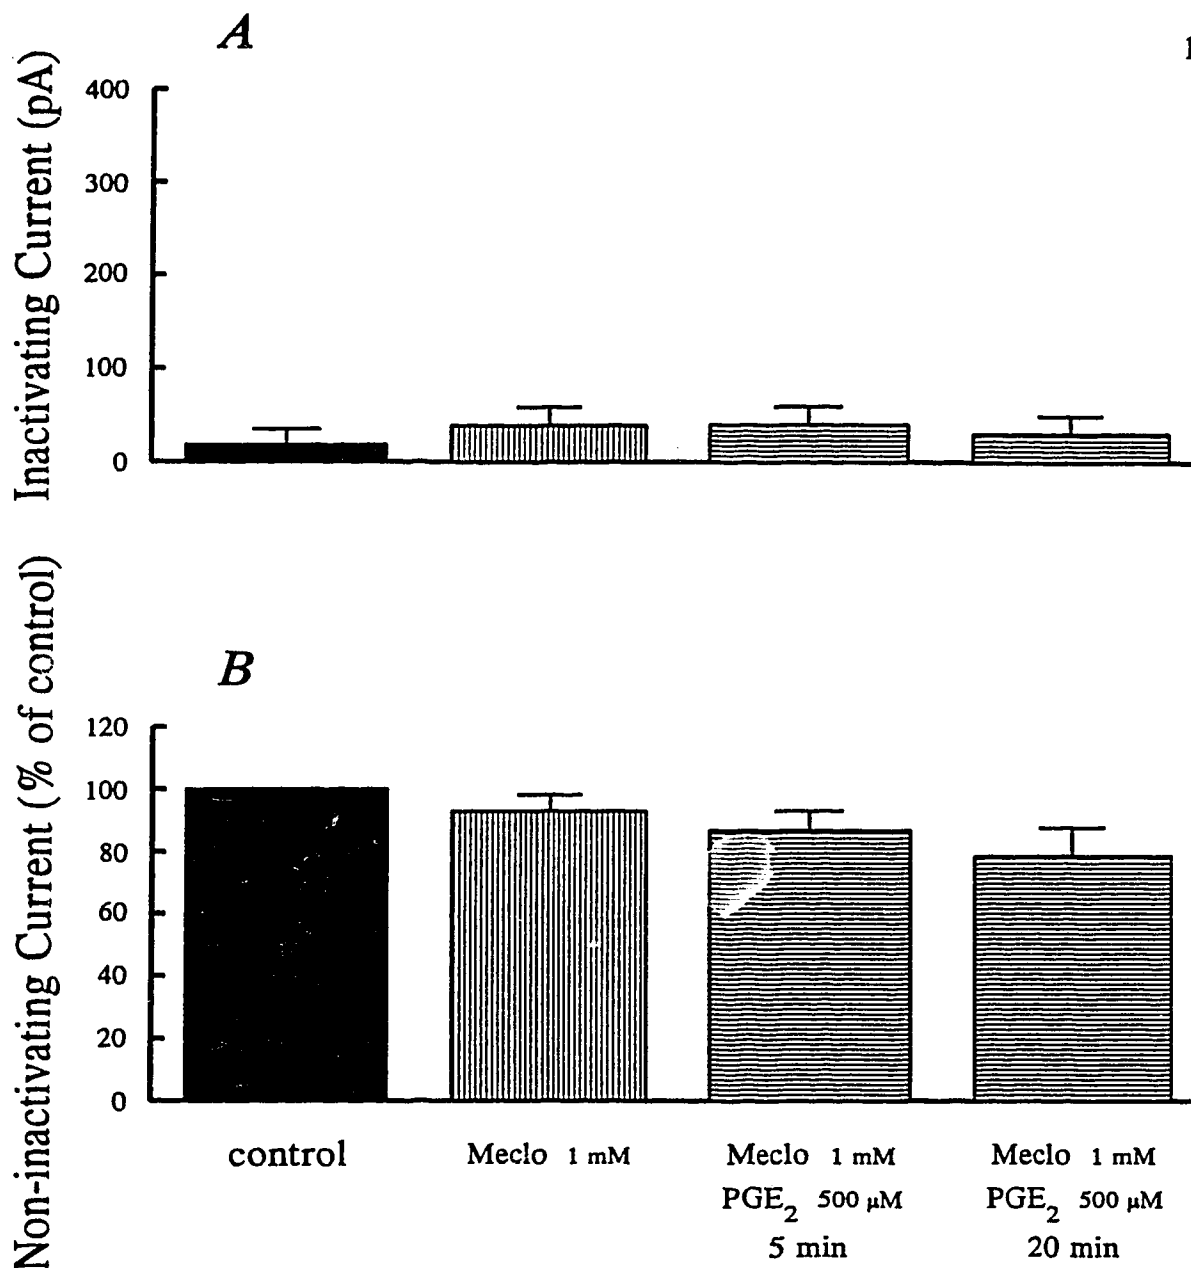 A
Inactivating Current (pA)
400
300
200
100
0
B
Non-inactivating Current (% of control)
120
100
80
60
40
20
0
control
Meclo 1 mM
Meclo 1 mM
PGE₂ 500 μM
5 min
Meclo 1 mM
PGE₂ 500 μM
20 min